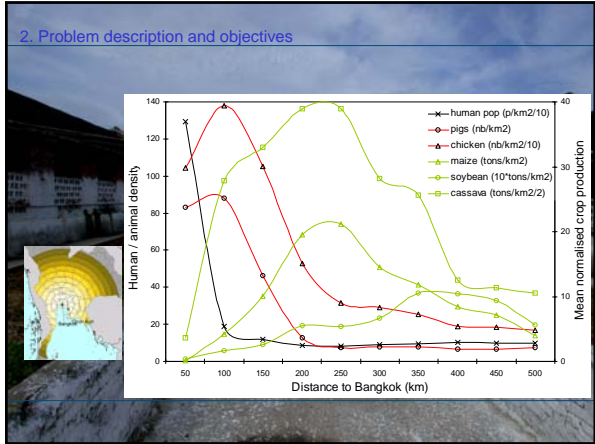 2. Problem description and objectives
140
120
100
80
60
40
20
0
Human / animal density
50 100 150 200 250 300 350 400 450 500
Distance to Bangkok (km)
40
30
20
10
0
Mean normalised crop production
human pop (p/km2/10)
pigs (nb/km2)
chicken (nb/km2/10)
maize (tons/km2)
soybean (10*tons/km2)
cassava (tons/km2/2)